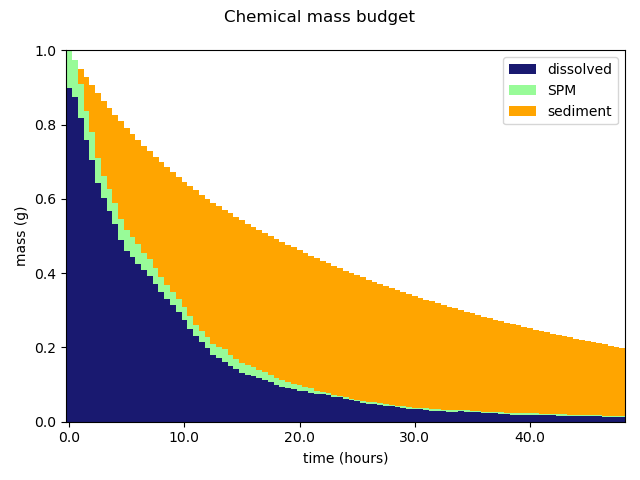 Chemical mass budget
1.0
0.8
0.6
0.4
0.2
0.0
mass (g)
dissolved
SPM
sediment
0.0 10.0 20.0 30.0 40.0
time (hours)